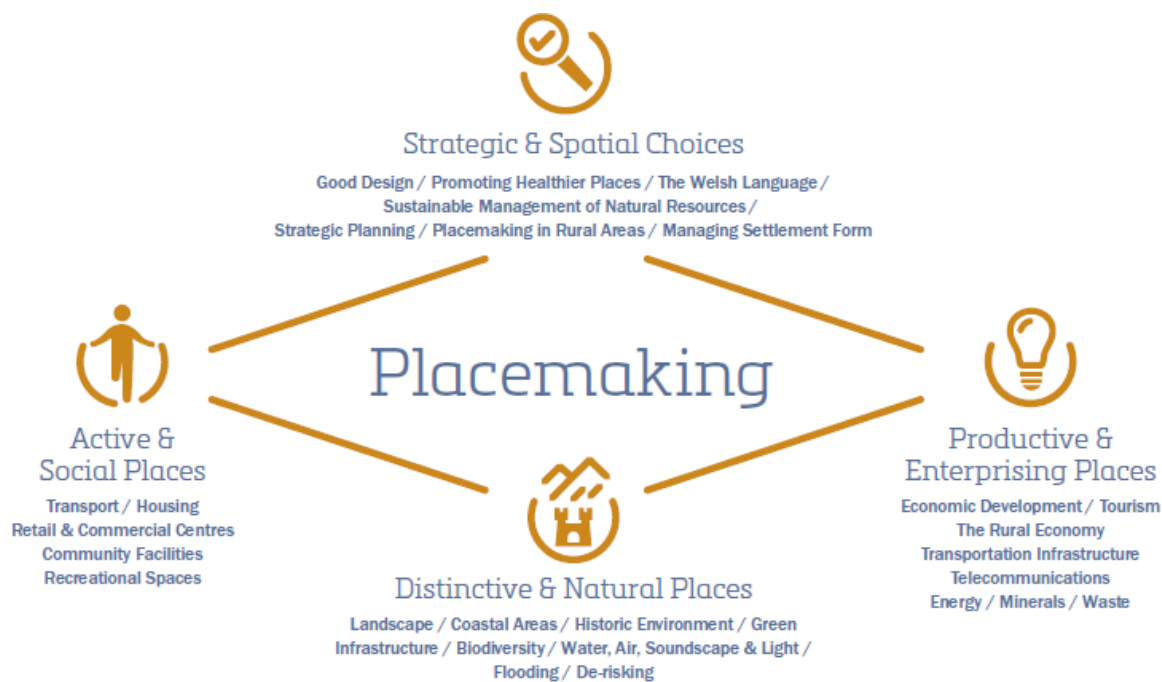 Strategic & Spatial Choices
Good Design / Promoting Healthier Places / The Welsh Language /
Sustainable Management of Natural Resources /
Strategic Planning / Placemaking in Rural Areas / Managing Settlement Form
Placemaking
Active &
Social Places
Transport / Housing
Retail & Commercial Centres
Community Facilities
Recreational Spaces
Productive &
Enterprising Places
Economic Development / Tourism
The Rural Economy
Transportation Infrastructure
Telecommunications
Energy / Minerals / Waste
Distinctive & Natural Places
Landscape / Coastal Areas / Historic Environment / Green
Infrastructure / Biodiversity / Water, Air, Soundscape & Light /
Flooding / De-risking